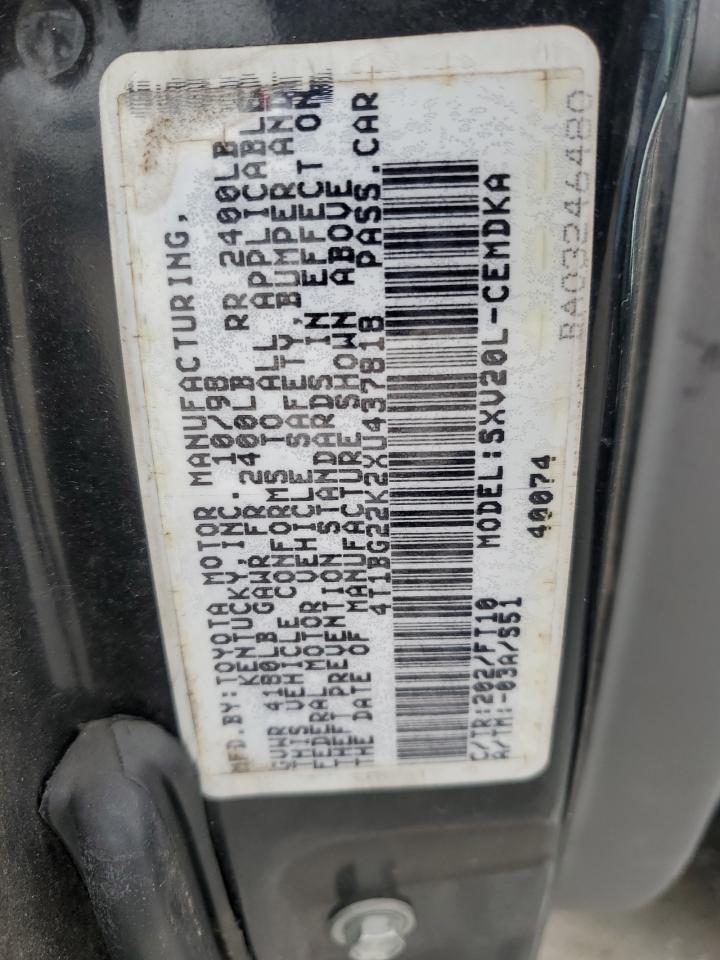 MFD.BY:TOYOTA MOTOR MANUFACTURING,
KENTUCKY,INC. 10/98
GVWR 4180LB GAWR FR 2400LB RR 2400LB
THIS VEHICLE CONFORMS TO ALL APPLICABLE
FEDERAL MOTOR VEHICLE SAFETY,BUMPER AND
THEFT PREVENTION STANDARDS IN EFFECT ON
THE DATE OF MANUFACTURE SHOWN ABOVE
4T1BG22K2XU437818 PASS.CAR
C/TR:202/FT10 MODEL:SXV20L-CEMDKA
A/TM:-03A/S51 40074
BA03246480